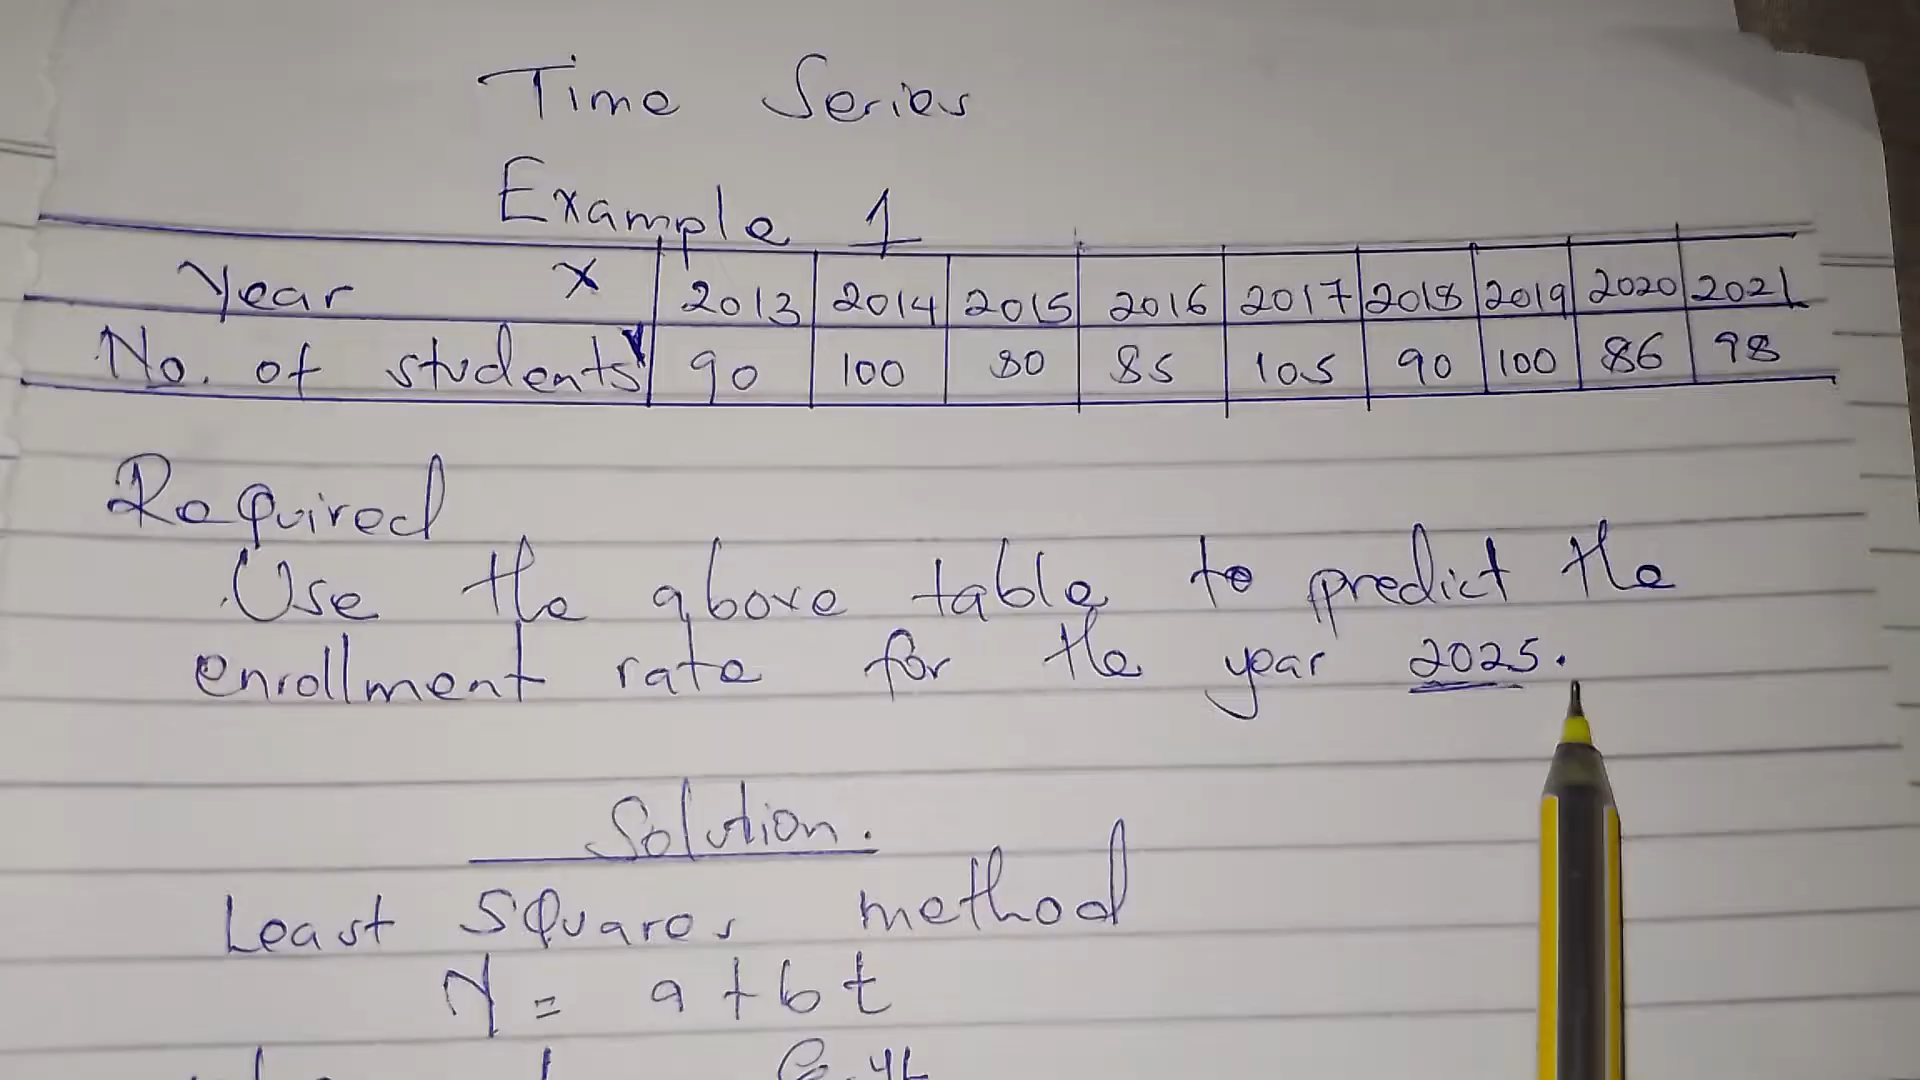 Time Series
Example 1
Year X 2013 2014 2015 2016 2017 2018 2019 2020 2021
No. of students Y 90 100 80 85 105 90 100 86 98
Required
Use the above table to predict the
enrollment rate for the year 2025.
Solution.
Least squares method
Y = a + bt